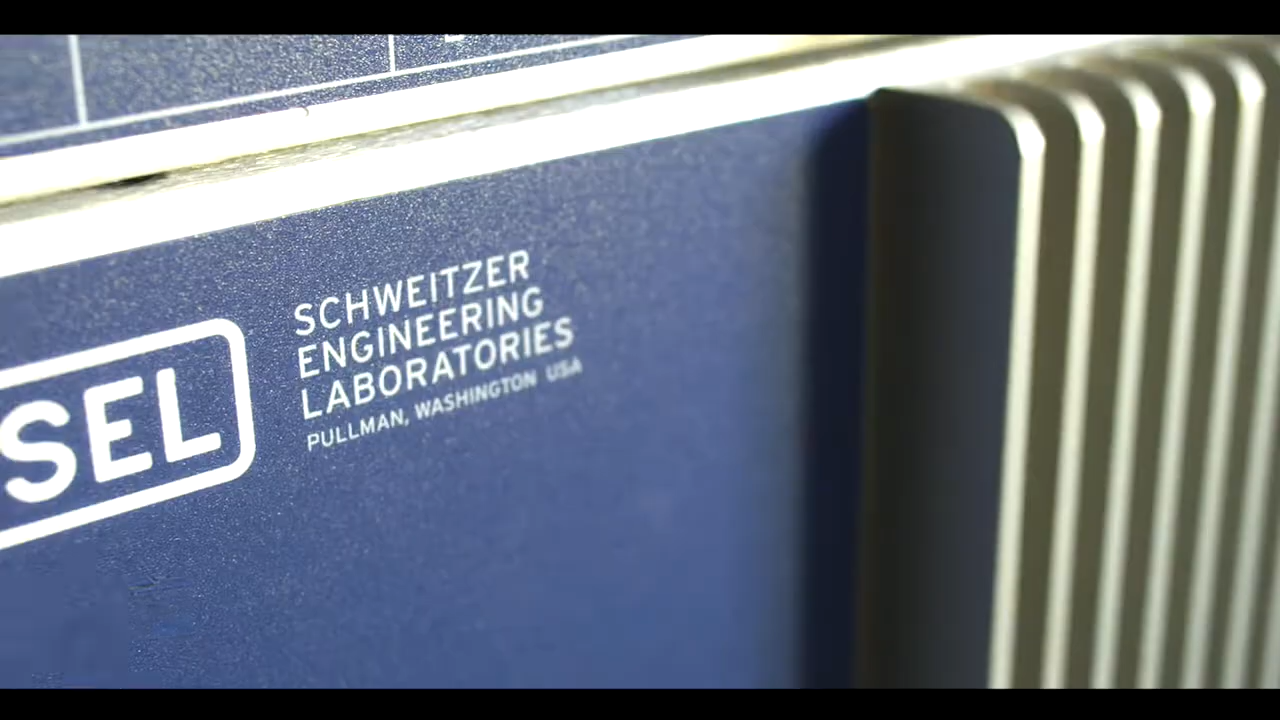 SEL
SCHWEITZER
ENGINEERING
LABORATORIES
PULLMAN, WASHINGTON USA